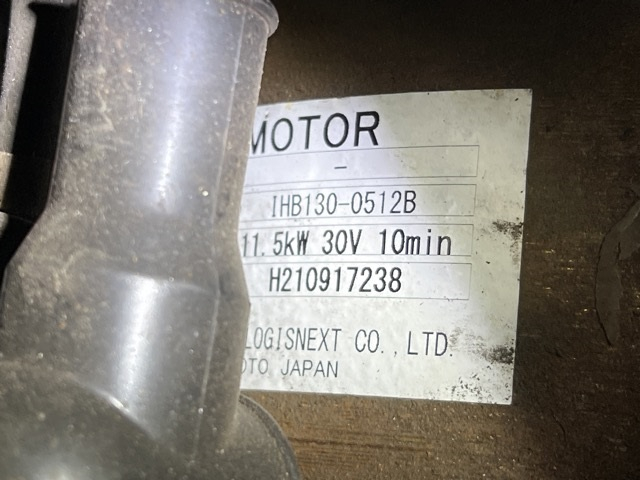 MOTOR
-
IHB130-0512B
11.5kW 30V 10min
H210917238
LOGISNEXT CO.,LTD.
OTO JAPAN